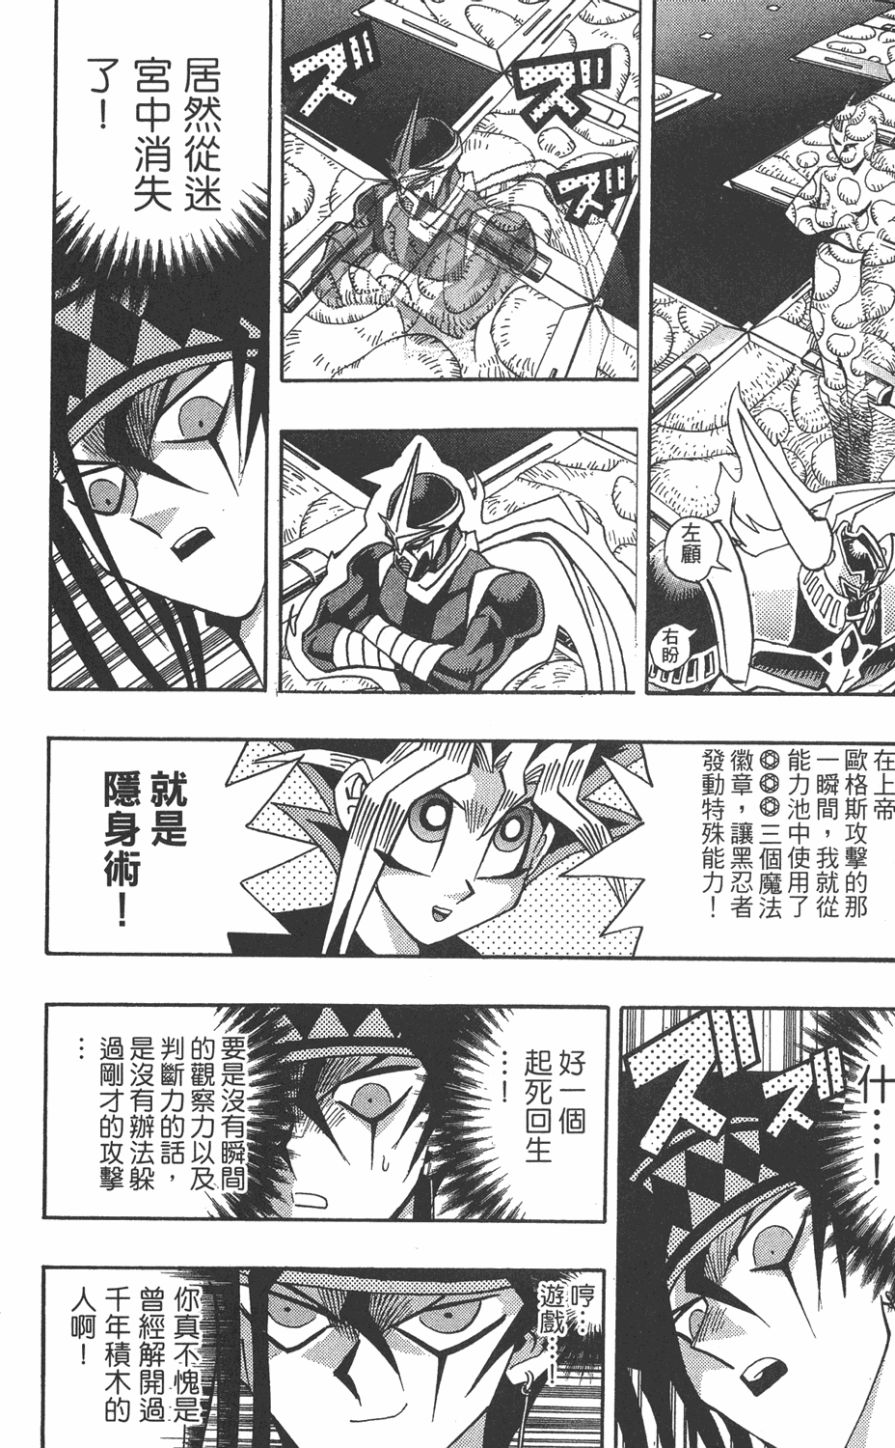 左顧
右盼
ズ
ズ
ズ
居然從迷
宮中消失
了！
在上帝
歐格斯攻擊的那
一瞬間，我就從
能力池中使用了
❂❂❂三個魔法
徽章，讓黑忍者
發動特殊能力！
就是
隱身術！
什…！
ズ
ズ
好一個
起死回生
…！
要是沒有瞬間
的觀察力以及
判斷力的話，
是沒有辦法躲
過剛才的攻擊
…
哼…
遊戲…！
你真不愧是
曾經解開過
千年積木的
人啊！